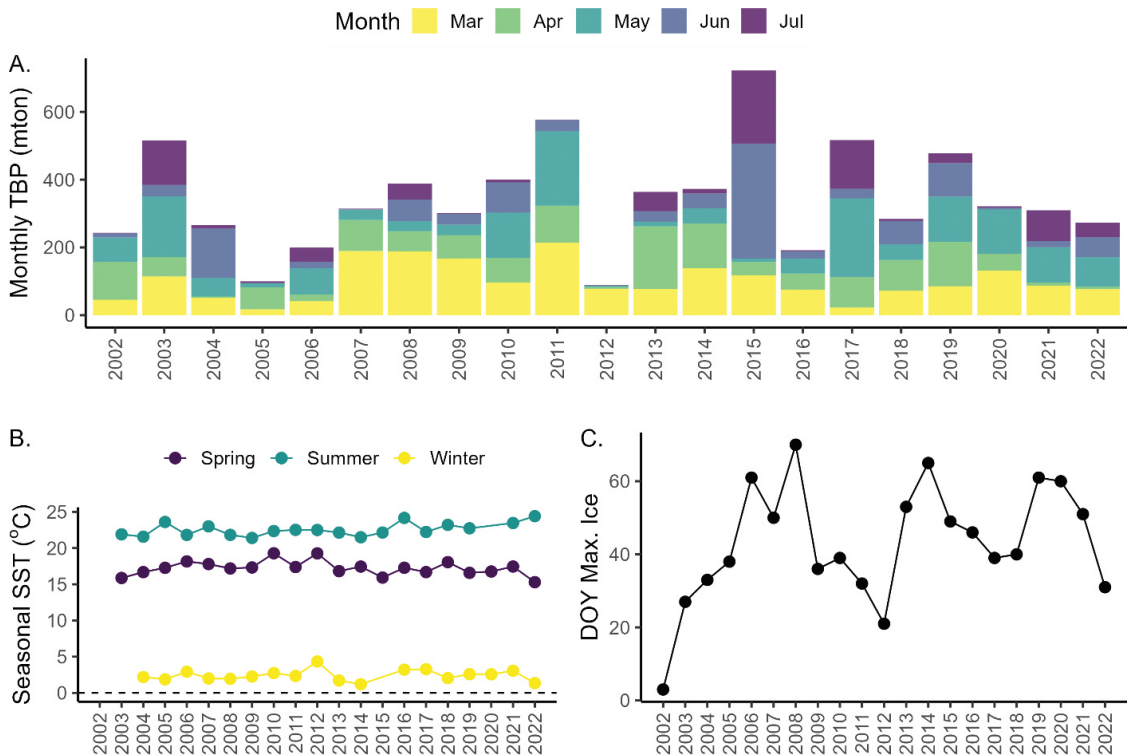 Month Mar Apr May Jun Jul
A.
Monthly TBP (mton)
600
400
200
0
2002 2003 2004 2005 2006 2007 2008 2009 2010 2011 2012 2013 2014 2015 2016 2017 2018 2019 2020 2021 2022
B.
Spring Summer Winter
Seasonal SST (°C)
25
20
15
10
5
0
2002 2003 2004 2005 2006 2007 2008 2009 2010 2011 2012 2013 2014 2015 2016 2017 2018 2019 2020 2021 2022
C.
DOY Max. Ice
60
40
20
0
2002 2003 2004 2005 2006 2007 2008 2009 2010 2011 2012 2013 2014 2015 2016 2017 2018 2019 2020 2021 2022